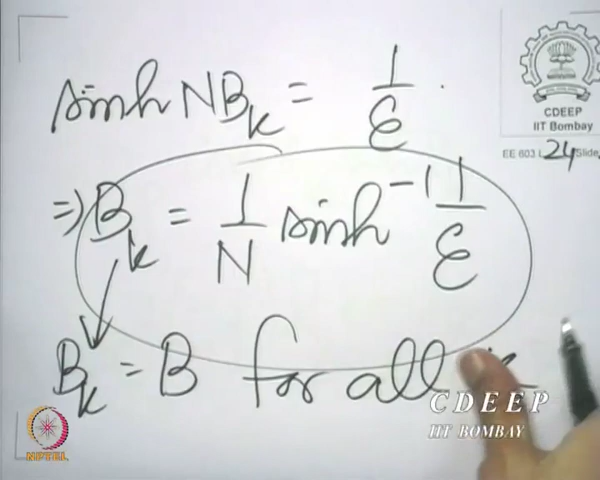 sinh NB_k = 1/ε
CDEEP
IIT Bombay
EE 603 L 24 Slide
⇒ B_k = 1/N sinh⁻¹ 1/ε
B_k = B for all
CDEEP
IIT BOMBAY
NPTEL